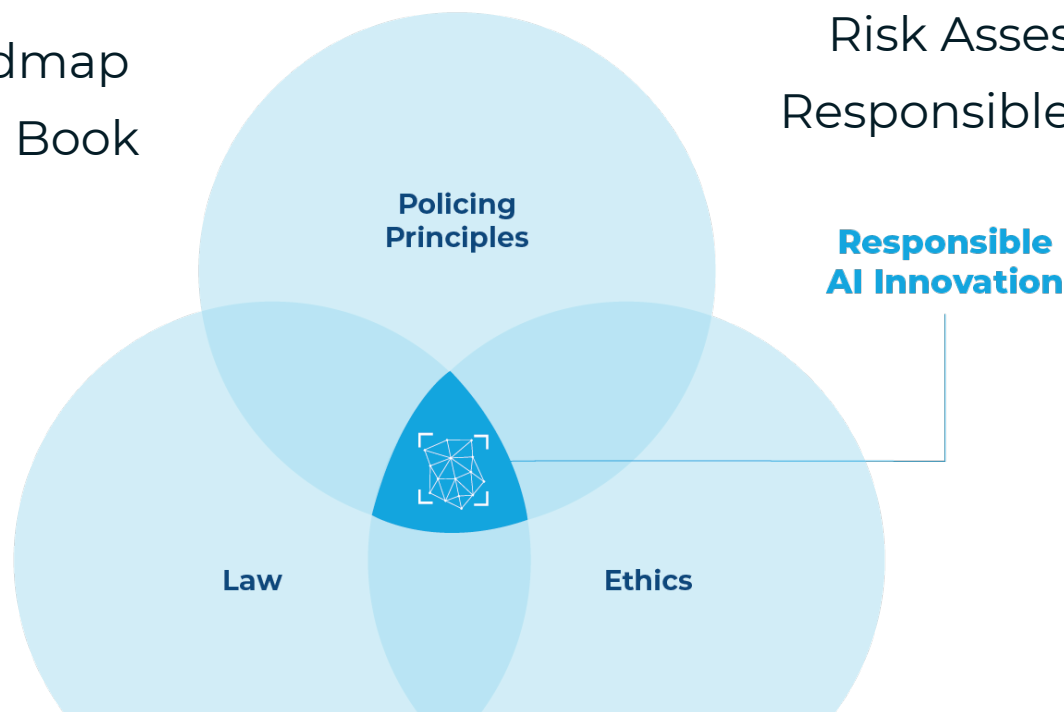 dmap
Book
Risk Asses
Responsible
Policing
Principles
Responsible
AI Innovation
Law
Ethics